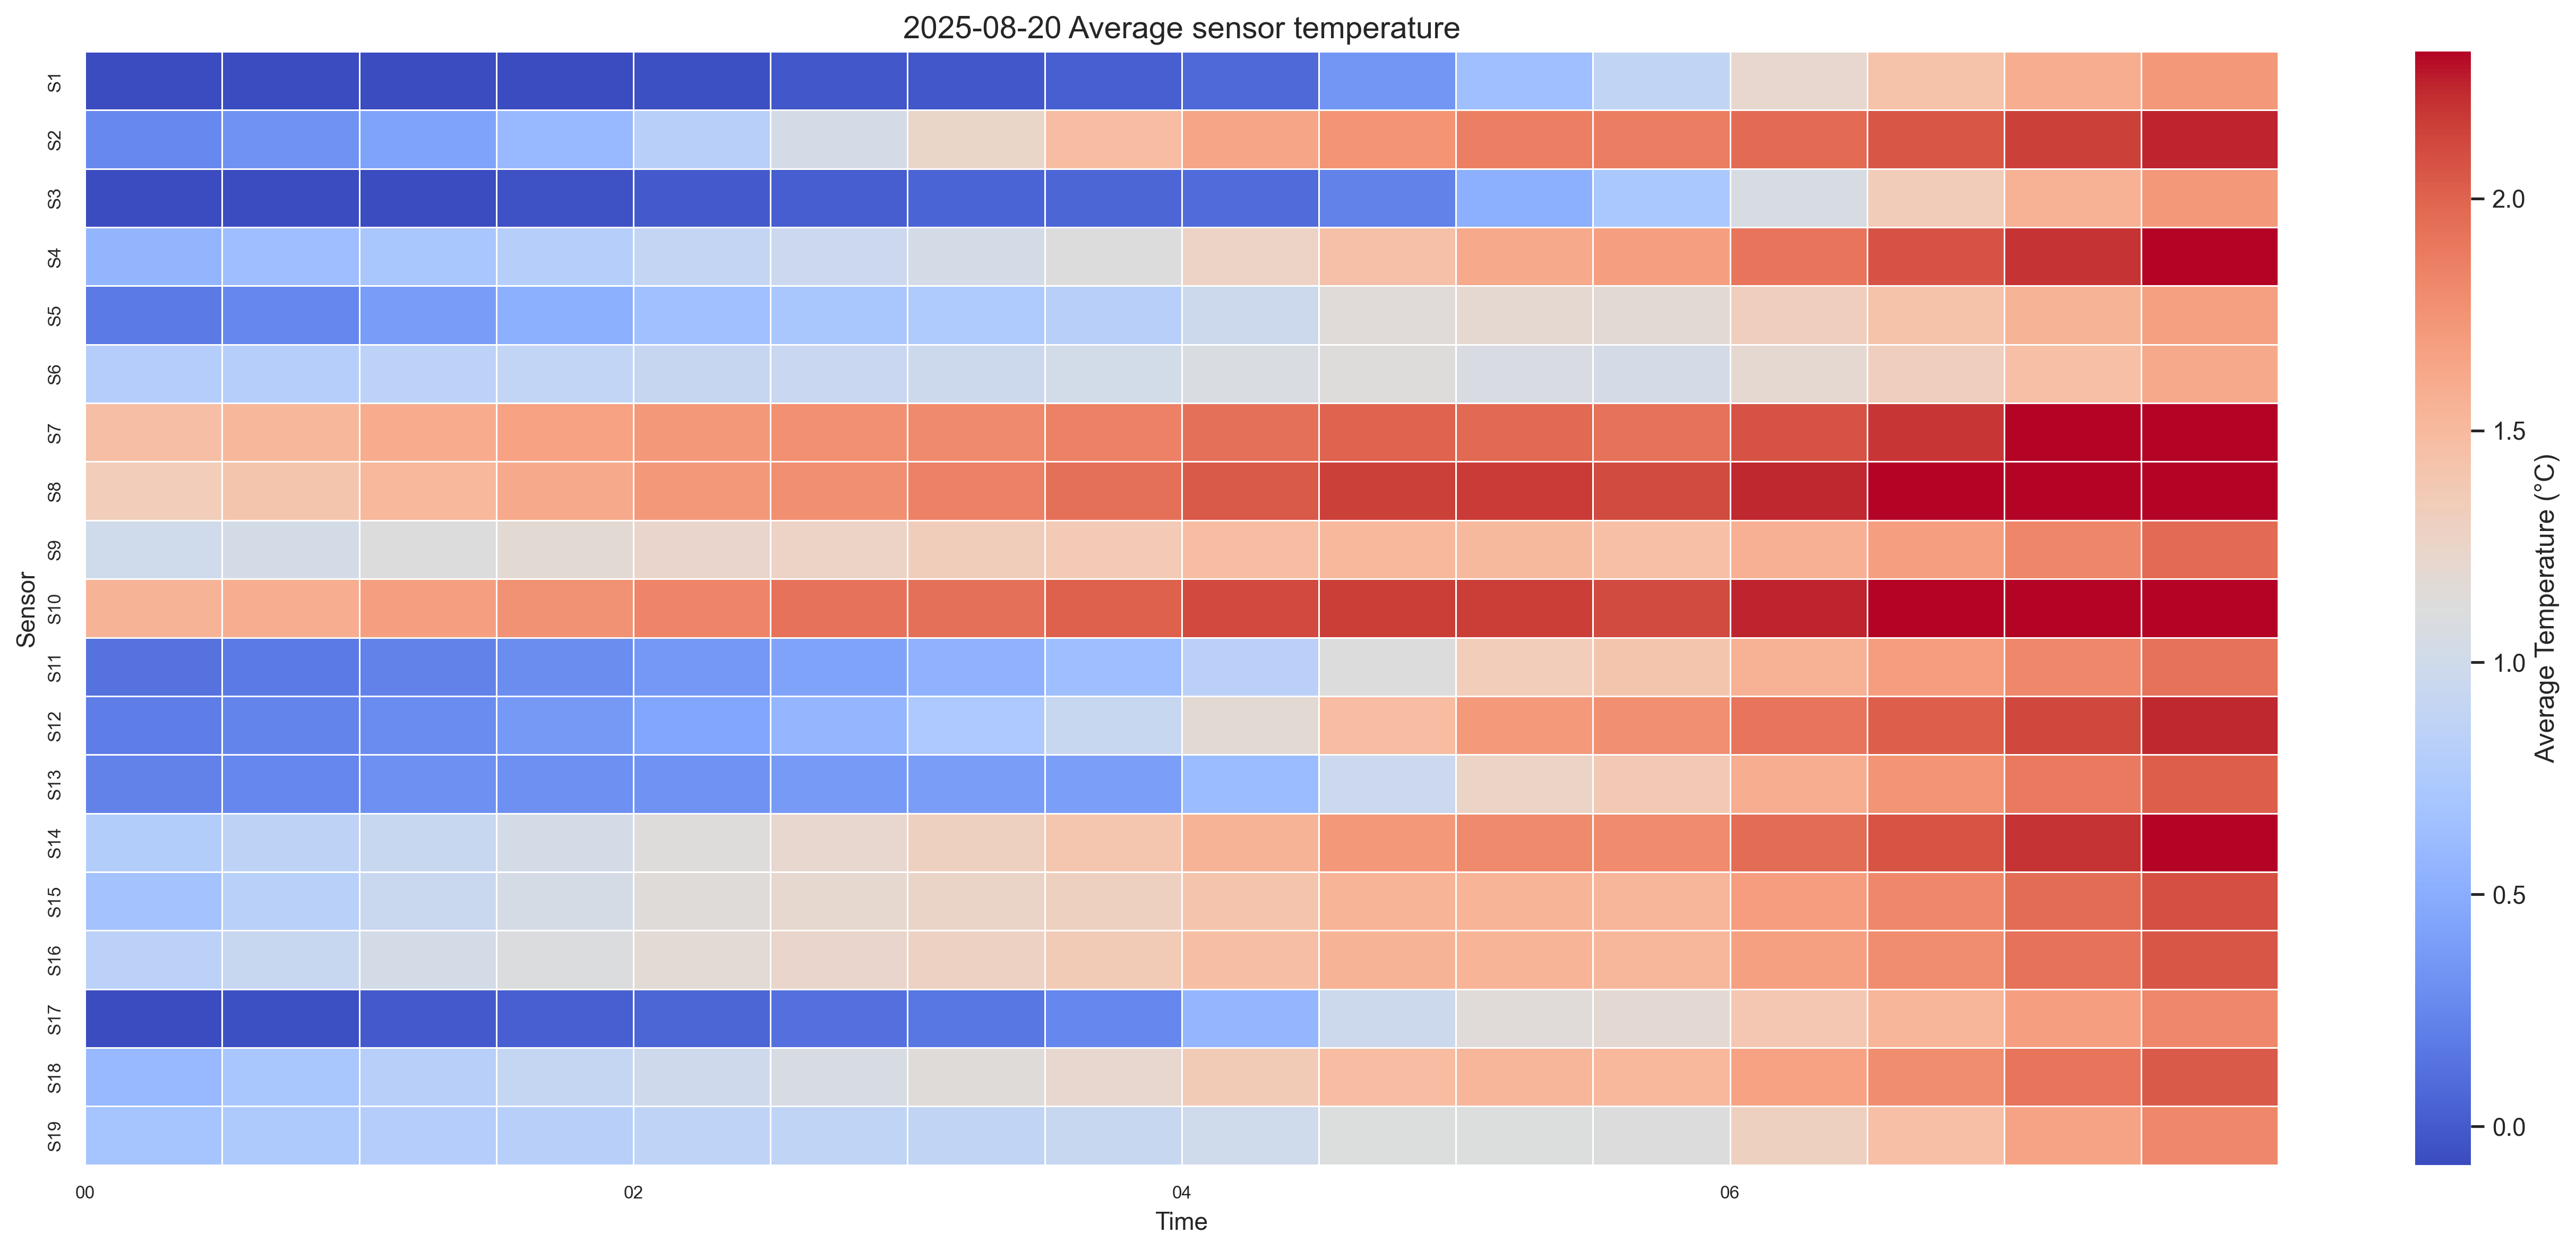 2025-08-20 Average sensor temperature
Sensor
S1
S2
S3
S4
S5
S6
S7
S8
S9
S10
S11
S12
S13
S14
S15
S16
S17
S18
S19
00 02 04 06
Time
2.0
1.5
1.0
0.5
0.0
Average Temperature (°C)